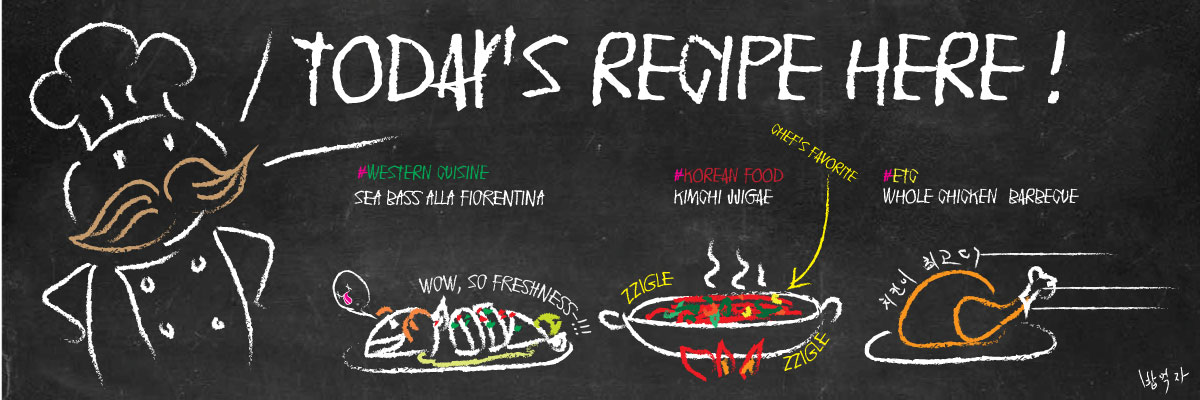 TODAY'S RECIPE HERE !
#WESTERN CUISINE
SEA BASS ALLA FIORENTINA
WOW, SO FRESHNESS~!!!
#KOREAN FOOD
KIMCHI JJIGAE
CHEF'S FAVORITE
ZZIGLE
ZZIGLE
#ETC
WHOLE CHICKEN BARBECUE
치킨이 최고다
밥먹자